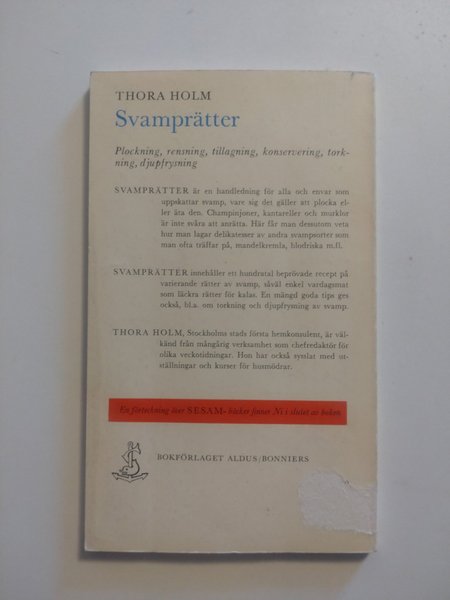 THORA HOLM
Svamprätter
Plockning, rensning, tillagning, konservering, tork-
ning, djupfrysning
SVAMPRÄTTER är en handledning för alla och envar som
uppskattar svamp, vare sig det gäller att plocka el-
ler äta den. Champinjoner, kantareller och murklor
är inte svåra att anrätta. Här får man dessutom veta
hur man lagar delikatesser av andra svampsorter som
man ofta träffar på, mandelkremla, blodriska m.fl.
SVAMPRÄTTER innehåller ett hundratal beprövade recept på
varierande rätter av svamp, såväl enkel vardagsmat
som läckra rätter för kalas. En mängd goda tips ges
också, bl.a. om torkning och djupfrysning av svamp.
THORA HOLM, Stockholms stads första hemkonsulent, är väl-
känd från mångårig verksamhet som chefredaktör för
olika veckotidningar. Hon har också sysslat med ut-
ställningar och kurser för husmödrar.
En förteckning över SESAM-böcker finner Ni i slutet av boken.
BOKFÖRLAGET ALDUS/BONNIERS